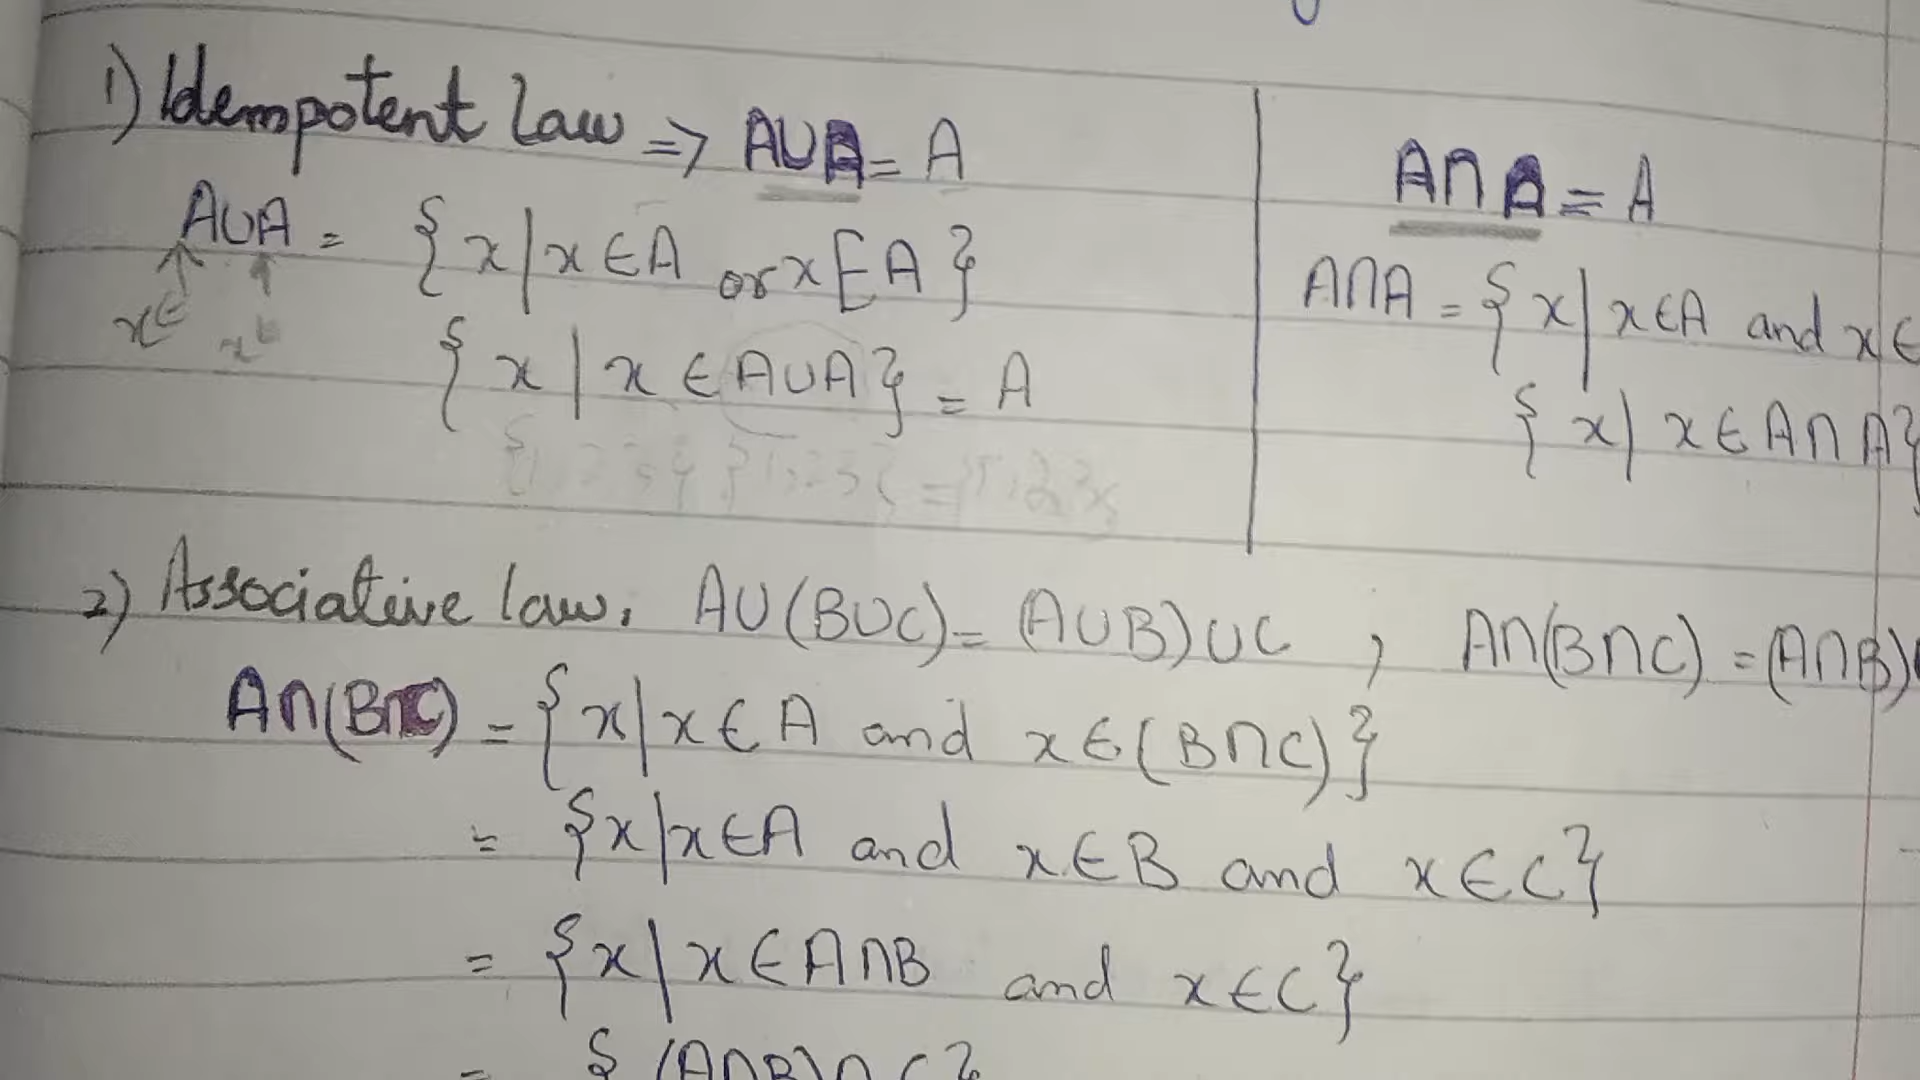 1) Idempotent Law ⇒ A∪A = A
A∪A = {x | x ∈ A or x ∈ A}
x∈ x∈
{x | x ∈ A∪A} = A
A∩A = A
A∩A = {x | x ∈ A and x ∈
{x | x ∈ A∩A}
2) Associative law. A∪(B∪C) = (A∪B)∪C , A∩(B∩C) = (A∩B)
A∩(B∩C) = {x | x ∈ A and x ∈ (B∩C)}
= {x | x ∈ A and x ∈ B and x ∈ C}
= {x | x ∈ A∩B and x ∈ C}
= {(A∩B)∩C}